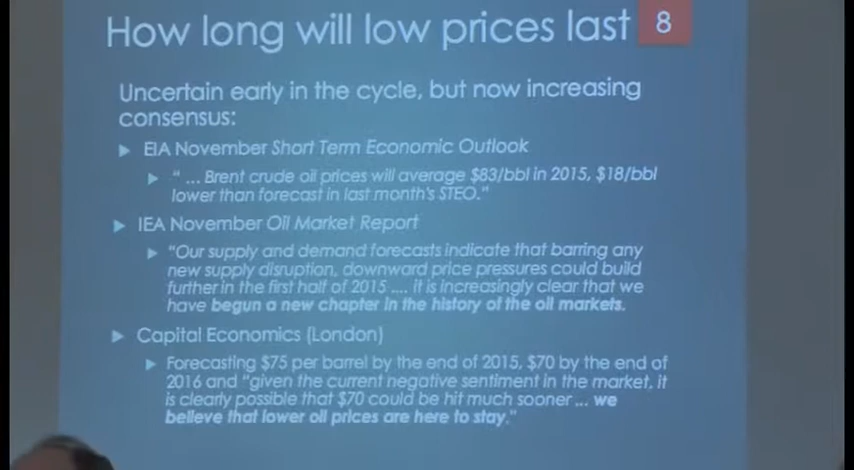 How long will low prices last 8
Uncertain early in the cycle, but now increasing
consensus:
EIA November Short Term Economic Outlook
" ... Brent crude oil prices will average $83/bbl in 2015, $18/bbl
lower than forecast in last month's STEO."
IEA November Oil Market Report
"Our supply and demand forecasts indicate that barring any
new supply disruption, downward price pressures could build
further in the first half of 2015 .... it is increasingly clear that we
have begun a new chapter in the history of the oil markets.
Capital Economics (London)
Forecasting $75 per barrel by the end of 2015, $70 by the end of
2016 and "given the current negative sentiment in the market, it
is clearly possible that $70 could be hit much sooner ... we
believe that lower oil prices are here to stay."